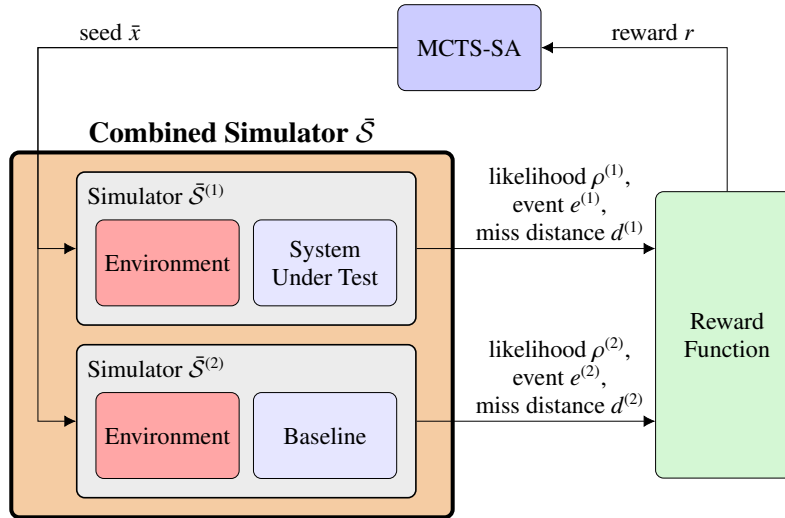 seed x̄
MCTS-SA
reward r
Combined Simulator 𝒮̄
Simulator 𝒮̄⁽¹⁾
Environment
System
Under Test
likelihood ρ⁽¹⁾,
event e⁽¹⁾,
miss distance d⁽¹⁾
Simulator 𝒮̄⁽²⁾
Environment
Baseline
likelihood ρ⁽²⁾,
event e⁽²⁾,
miss distance d⁽²⁾
Reward
Function